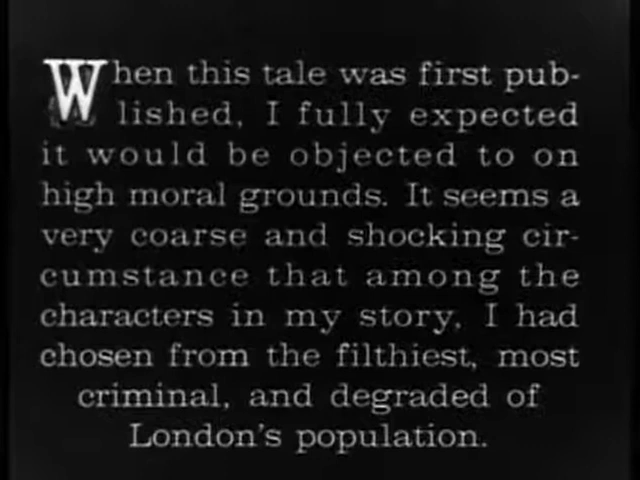 When this tale was first pub-
lished, I fully expected
it would be objected to on
high moral grounds. It seems a
very coarse and shocking cir-
cumstance that among the
characters in my story, I had
chosen from the filthiest, most
criminal, and degraded of
London's population.